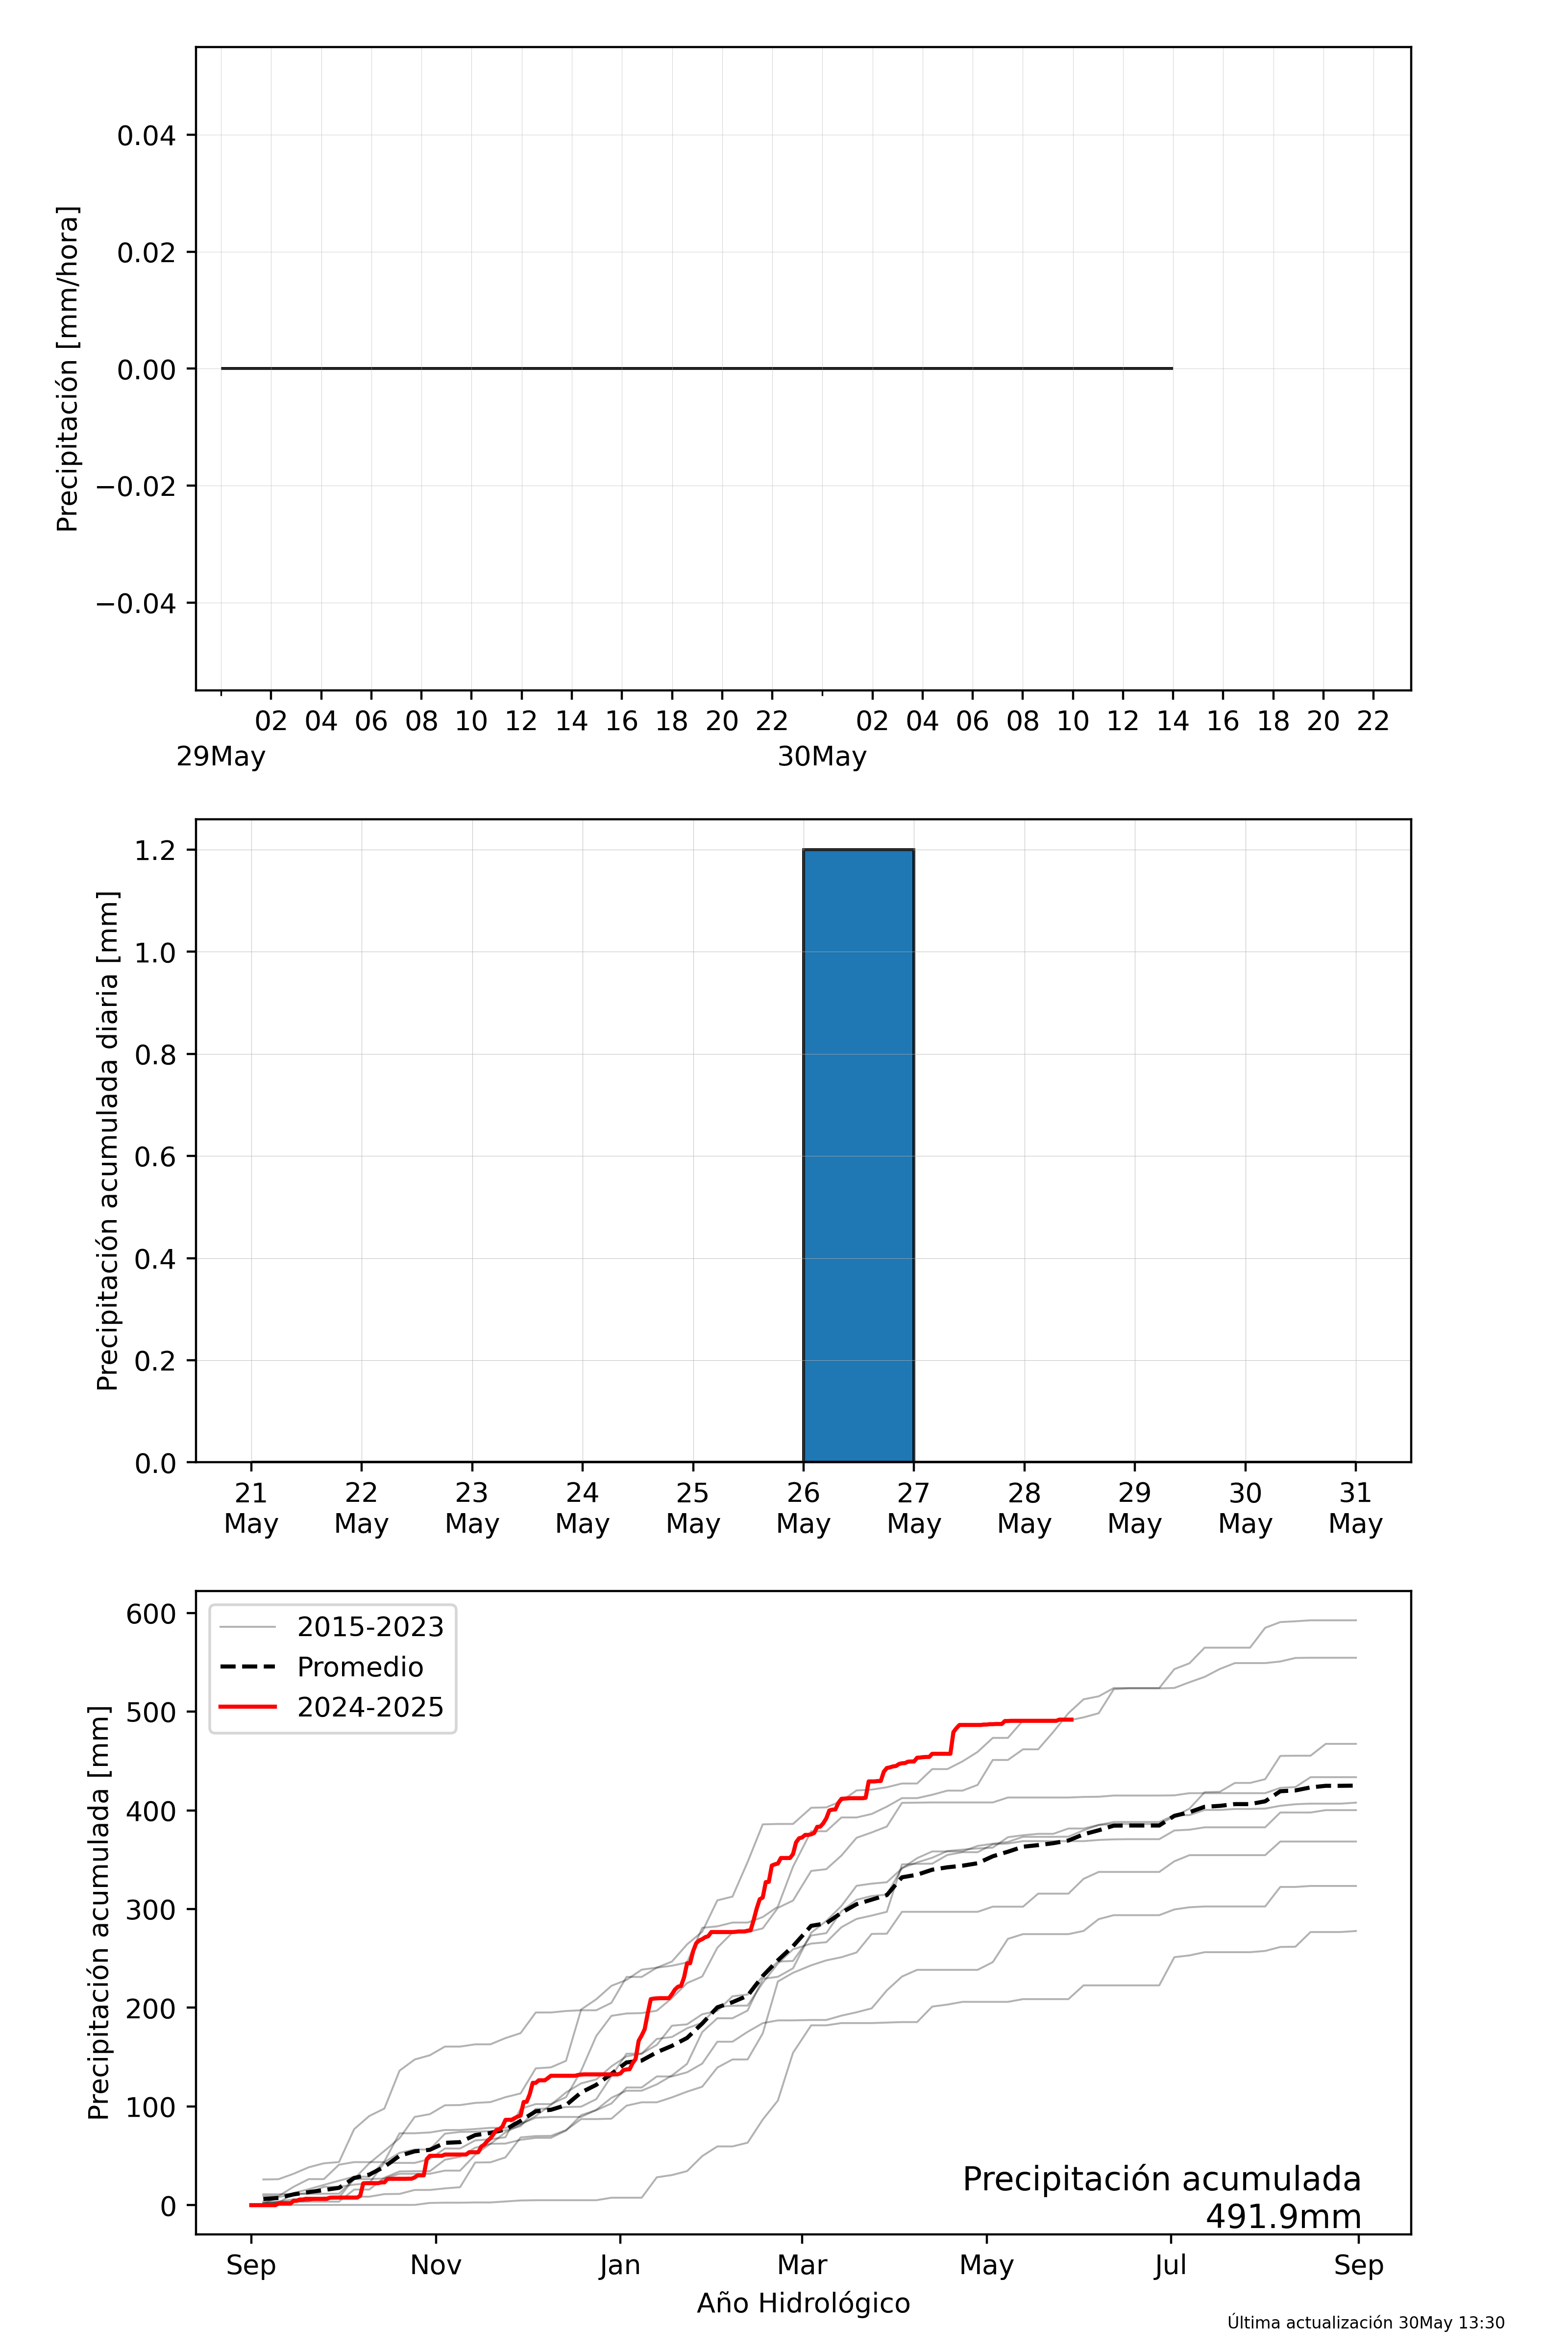 Precipitación [mm/hora]
0.04
0.02
0.00
−0.02
−0.04
02 04 06 08 10 12 14 16 18 20 22 02 04 06 08 10 12 14 16 18 20 22
29May 30May
Precipitación acumulada diaria [mm]
1.2
1.0
0.8
0.6
0.4
0.2
0.0
21 22 23 24 25 26 27 28 29 30 31
May May May May May May May May May May May
Precipitación acumulada [mm]
600
500
400
300
200
100
0
2015-2023
Promedio
2024-2025
Precipitación acumulada
491.9mm
Sep Nov Jan Mar May Jul Sep
Año Hidrológico
Última actualización 30May 13:30